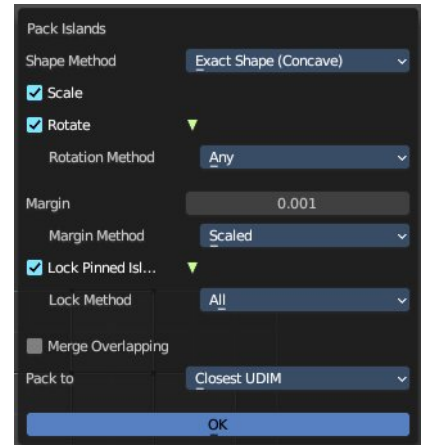 Pack Islands
Shape Method Exact Shape (Concave)
Scale
Rotate
Rotation Method Any
Margin 0.001
Margin Method Scaled
Lock Pinned Isl...
Lock Method All
Merge Overlapping
Pack to Closest UDIM
OK